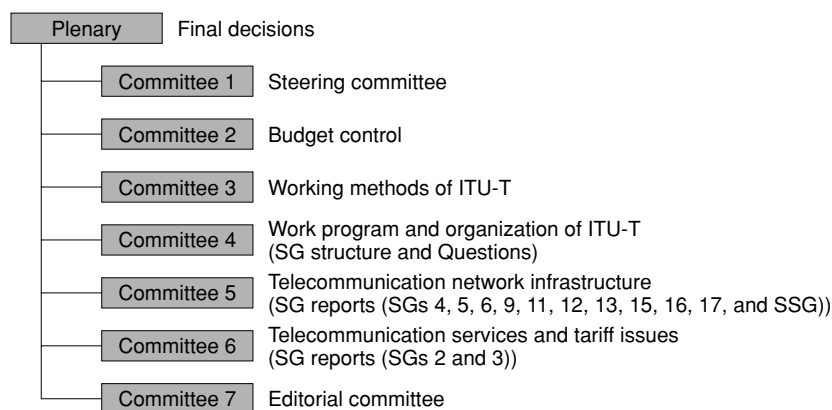 Plenary Final decisions
Committee 1 Steering committee
Committee 2 Budget control
Committee 3 Working methods of ITU-T
Committee 4 Work program and organization of ITU-T
(SG structure and Questions)
Committee 5 Telecommunication network infrastructure
(SG reports (SGs 4, 5, 6, 9, 11, 12, 13, 15, 16, 17, and SSG))
Committee 6 Telecommunication services and tariff issues
(SG reports (SGs 2 and 3))
Committee 7 Editorial committee